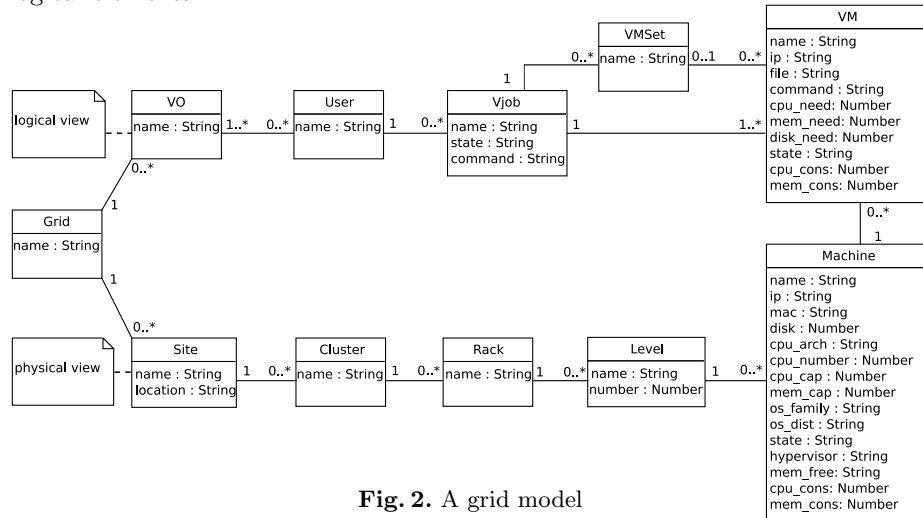 VM
name : String
ip : String
file : String
command : String
cpu_need: Number
mem_need: Number
disk_need: Number
state : String
cpu_cons: Number
mem_cons: Number
VMSet
name : String
0..*
0..1
0..*
1
logical view
VO
name : String
1..*
0..*
User
name : String
1
0..*
Vjob
name : String
state : String
command : String
1
1..*
0..*
1
Grid
name : String
1
0..*
0..*
1
physical view
Site
name : String
location : String
1
0..*
Cluster
name : String
1
0..*
Rack
name : String
1
0..*
Level
name : String
number : Number
1
0..*
Machine
name : String
ip : String
mac : String
disk : Number
cpu_arch : String
cpu_number : Number
cpu_cap : Number
mem_cap : Number
os_family : String
os_dist : String
state : String
hypervisor : String
mem_free: String
cpu_cons: Number
mem_cons: Number
Fig. 2. A grid model